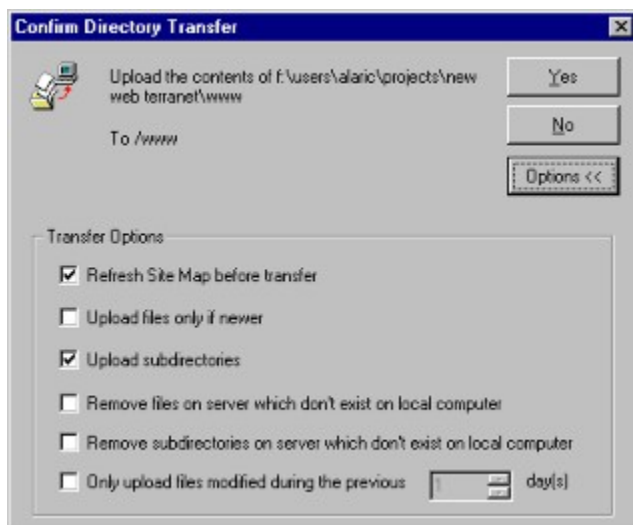 Confirm Directory Transfer
Upload the contents of f:\users\alaric\projects\new
web terranet\www
To /www
Yes
No
Options <<
Transfer Options
Refresh Site Map before transfer
Upload files only if newer
Upload subdirectories
Remove files on server which don't exist on local computer
Remove subdirectories on server which don't exist on local computer
Only upload files modified during the previous 1 day(s)